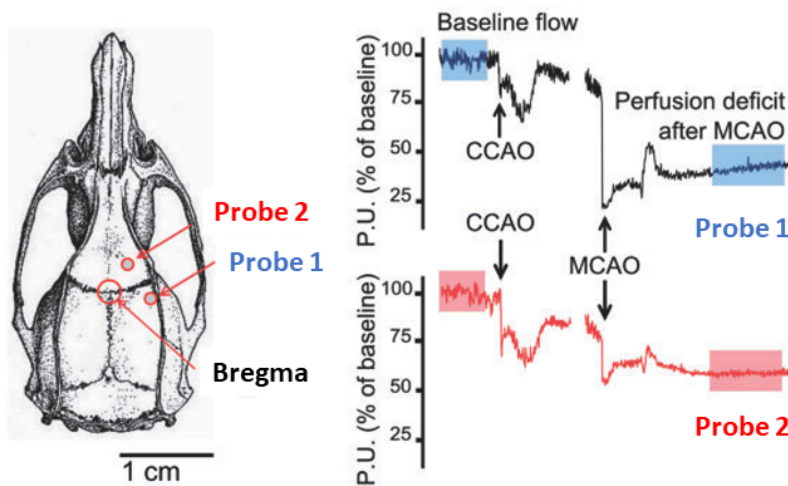 Probe 2
Probe 1
Bregma
1 cm
Baseline flow
P.U. (% of baseline)
100
75
50
25
CCAO
Perfusion deficit
after MCAO
Probe 1
CCAO
MCAO
P.U. (% of baseline)
100
75
50
25
Probe 2